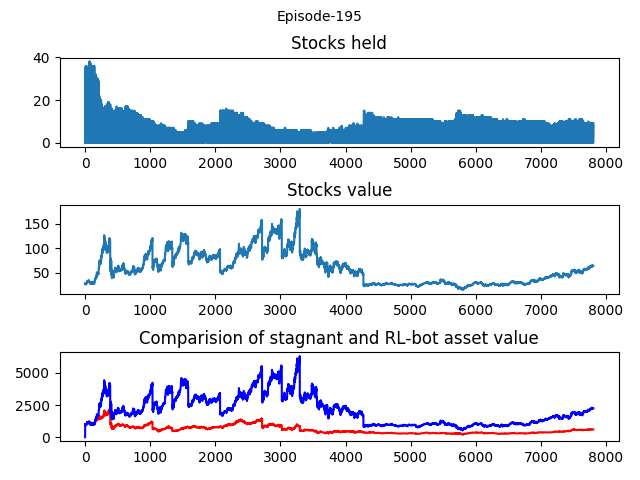 Episode-195
Stocks held
40
20
0
0 1000 2000 3000 4000 5000 6000 7000 8000
Stocks value
150
100
50
0 1000 2000 3000 4000 5000 6000 7000 8000
Comparision of stagnant and RL-bot asset value
5000
2500
0
0 1000 2000 3000 4000 5000 6000 7000 8000